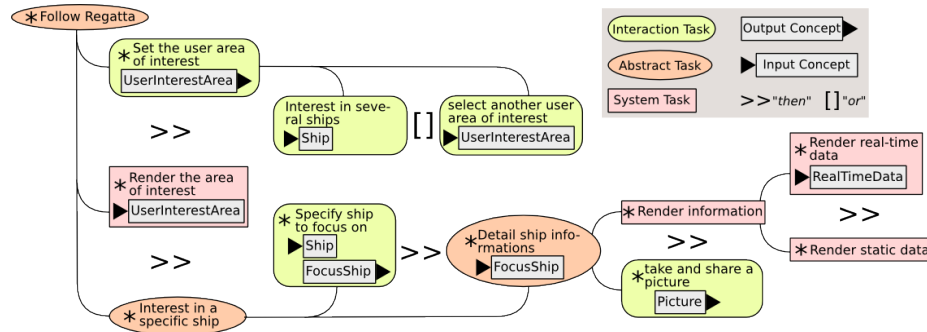 * Follow Regatta
* Set the user area
of interest
UserInterestArea
>>
Interest in seve-
ral ships
Ship
[]
select another user
area of interest
UserInterestArea
* Render the area
of interest
UserInterestArea
>>
* Interest in a
specific ship
* Specify ship
to focus on
Ship
FocusShip
>>
* Detail ship info-
rmations
FocusShip
* Render information
>>
* take and share a
picture
Picture
* Render real-time
data
RealTimeData
>>
* Render static data
Interaction Task
Output Concept
Abstract Task
Input Concept
System Task
>>"then"
[]"or"